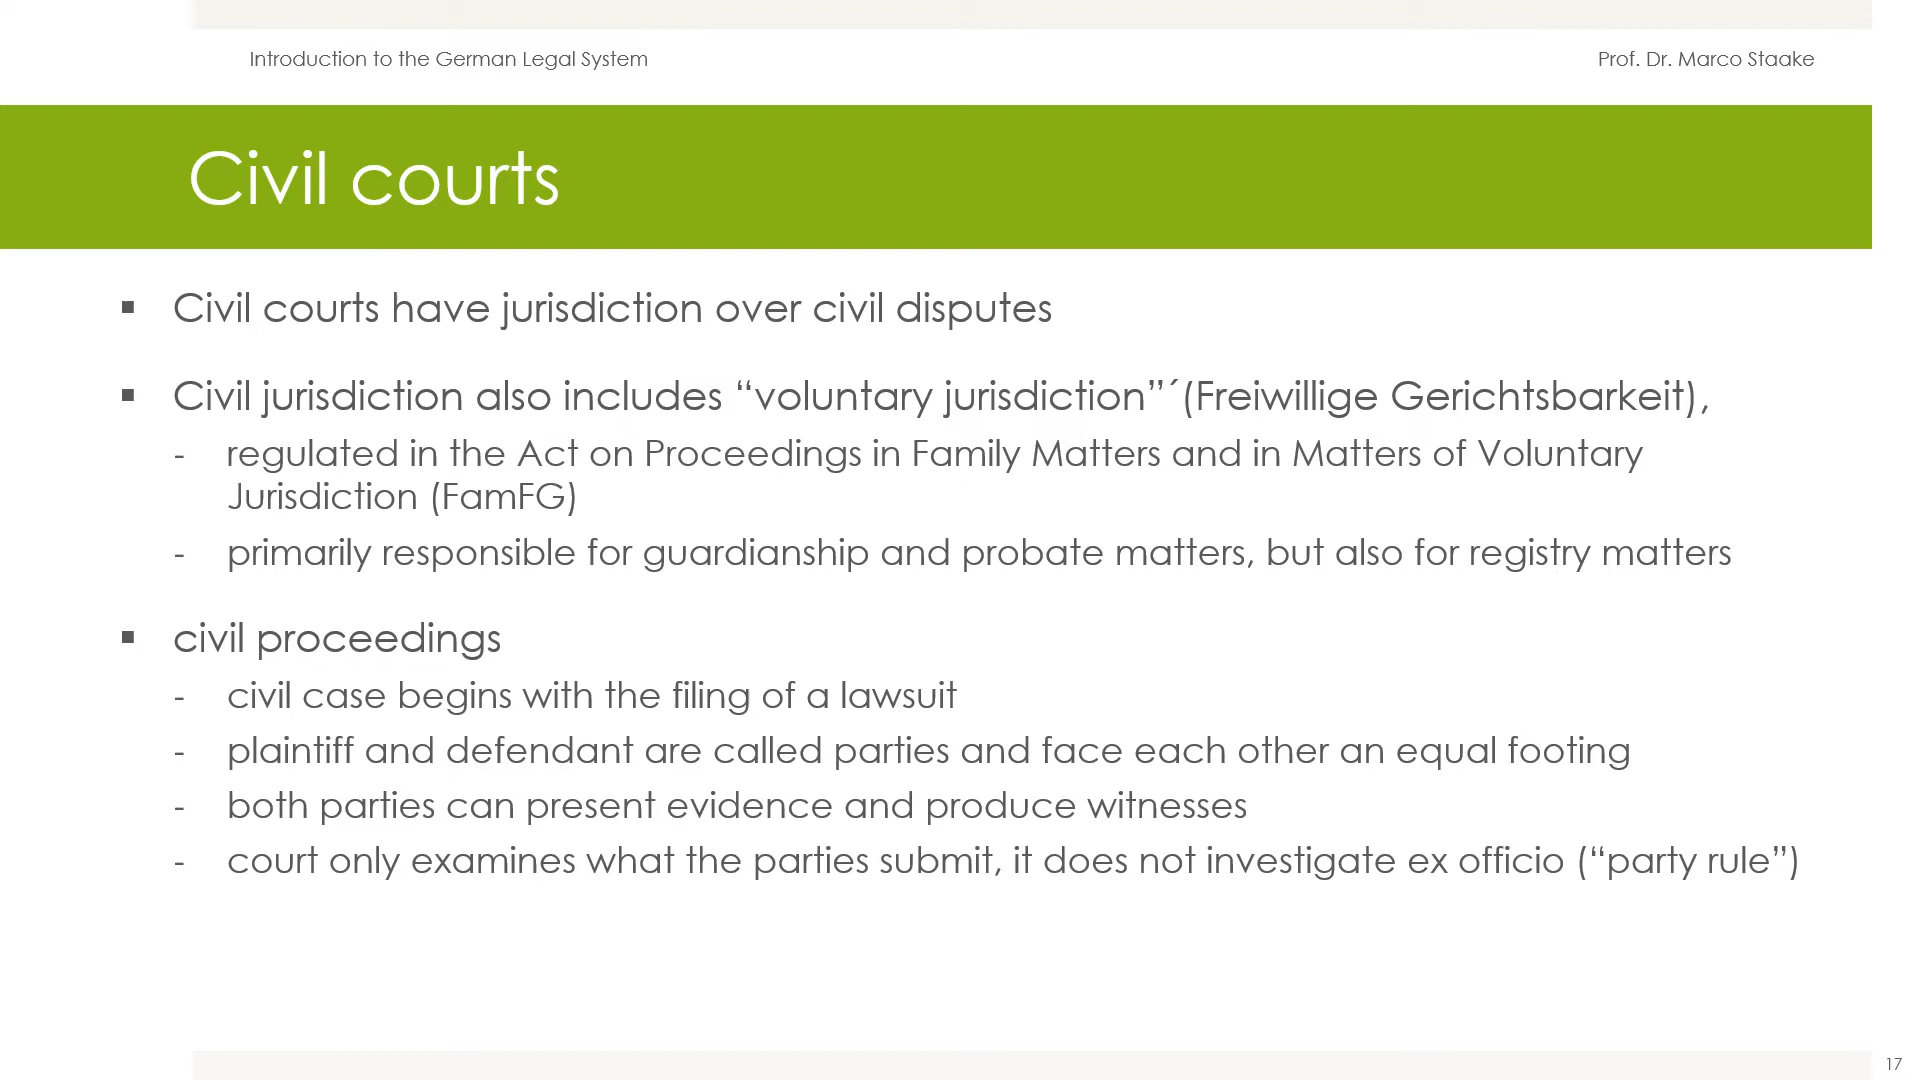 Introduction to the German Legal System
Prof. Dr. Marco Staake
Civil courts
▪ Civil courts have jurisdiction over civil disputes
▪ Civil jurisdiction also includes “voluntary jurisdiction”´(Freiwillige Gerichtsbarkeit),
- regulated in the Act on Proceedings in Family Matters and in Matters of Voluntary
Jurisdiction (FamFG)
- primarily responsible for guardianship and probate matters, but also for registry matters
▪ civil proceedings
- civil case begins with the filing of a lawsuit
- plaintiff and defendant are called parties and face each other an equal footing
- both parties can present evidence and produce witnesses
- court only examines what the parties submit, it does not investigate ex officio (“party rule”)
17